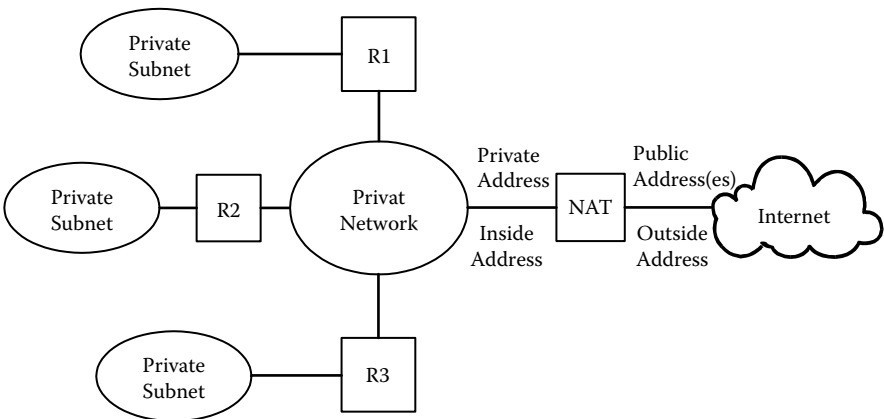 Private
Subnet
R1
Private
Subnet
R2
Privat
Network
Private
Address
Inside
Address
NAT
Public
Address(es)
Outside
Address
Internet
Private
Subnet
R3